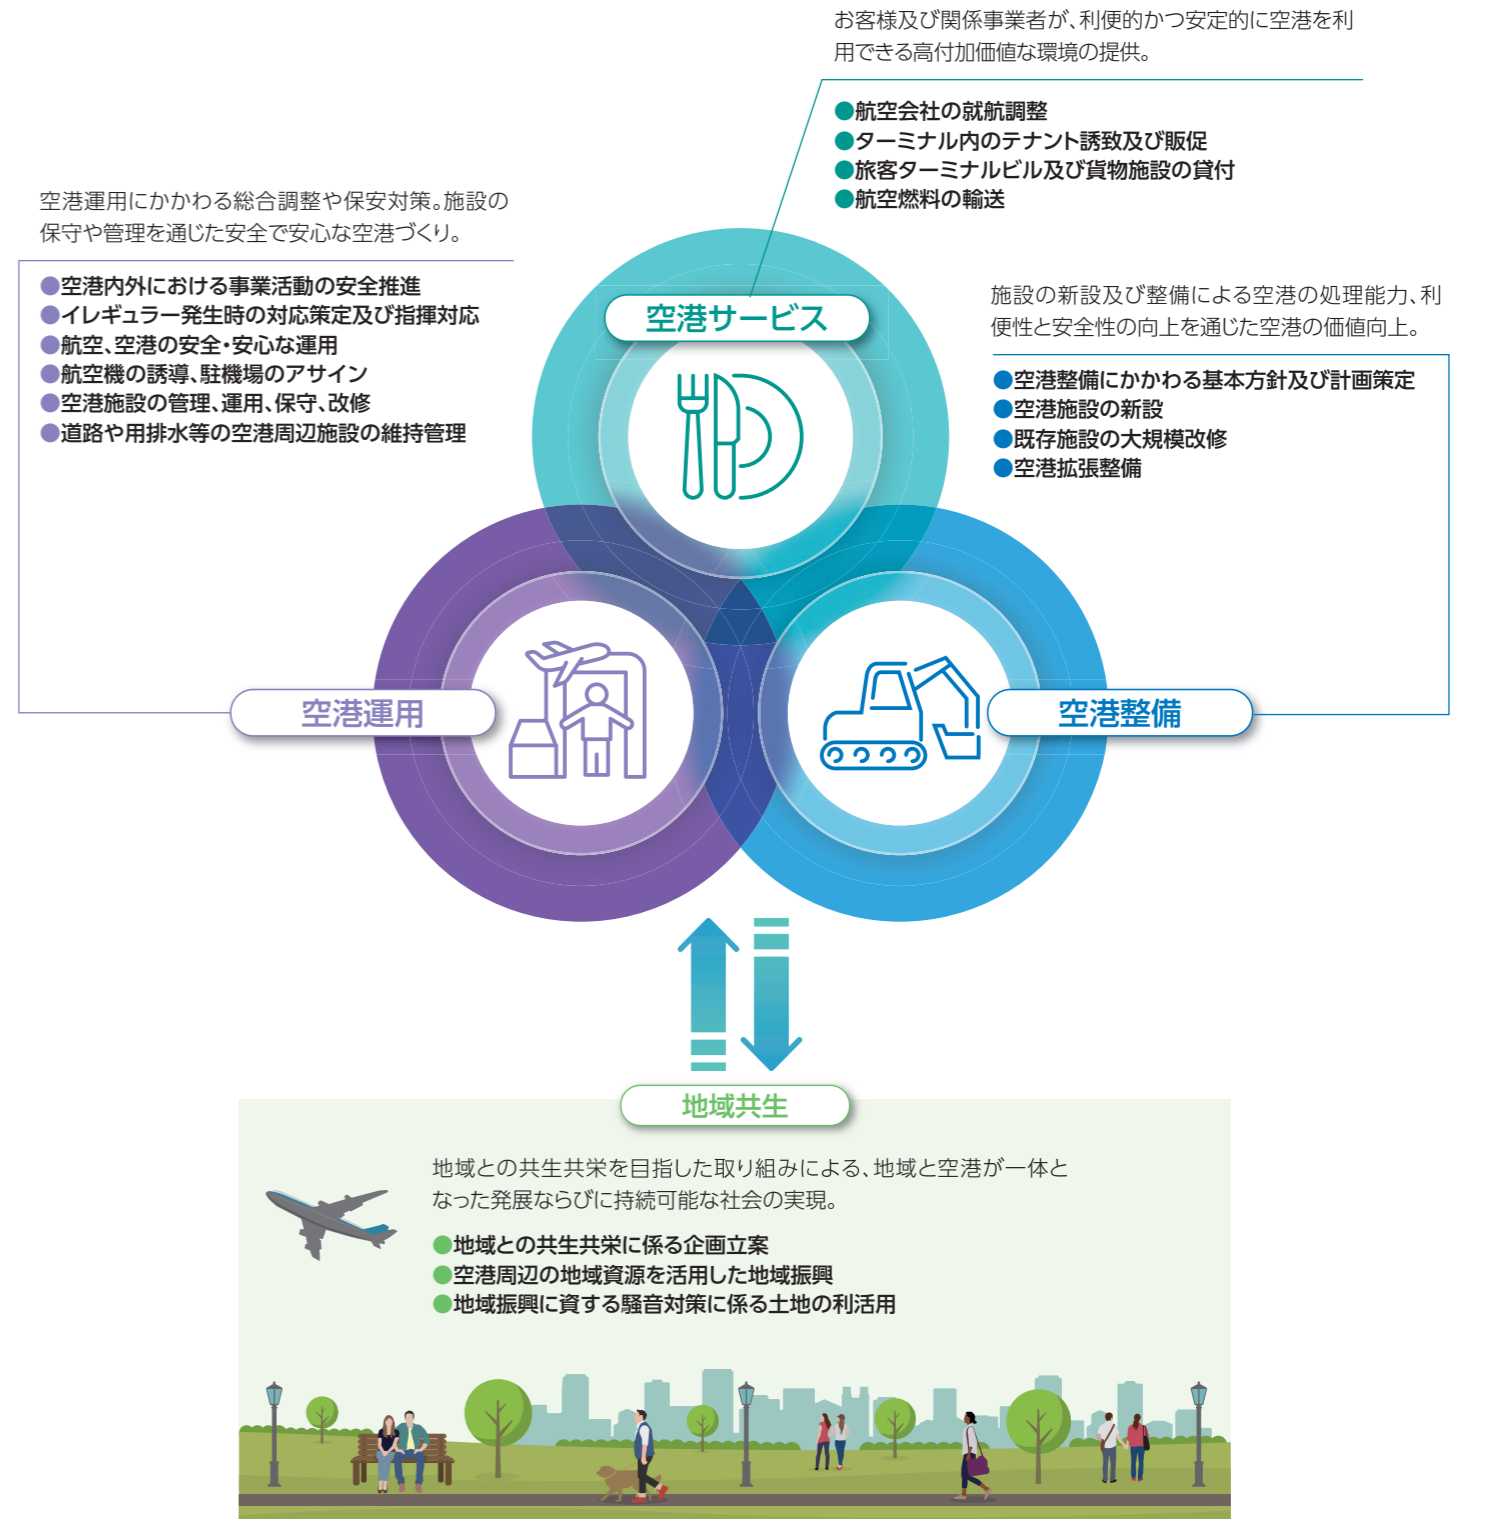 お客様及び関係事業者が、利便的かつ安定的に空港を利
用できる高付加価値な環境の提供。
●航空会社の就航調整
●ターミナル内のテナント誘致及び販促
●旅客ターミナルビル及び貨物施設の貸付
●航空燃料の輸送
空港サービス
空港運用にかかわる総合調整や保安対策。施設の
保守や管理を通じた安全で安心な空港づくり。
●空港内外における事業活動の安全推進
●イレギュラー発生時の対応策定及び指揮対応
●航空、空港の安全・安心な運用
●航空機の誘導、駐機場のアサイン
●空港施設の管理、運用、保守、改修
●道路や用排水等の空港周辺施設の維持管理
空港運用
施設の新設及び整備による空港の処理能力、利
便性と安全性の向上を通じた空港の価値向上。
●空港整備にかかわる基本方針及び計画策定
●空港施設の新設
●既存施設の大規模改修
●空港拡張整備
空港整備
地域共生
地域との共生共栄を目指した取り組みによる、地域と空港が一体と
なった発展ならびに持続可能な社会の実現。
●地域との共生共栄に係る企画立案
●空港周辺の地域資源を活用した地域振興
●地域振興に資する騒音対策に係る土地の利活用